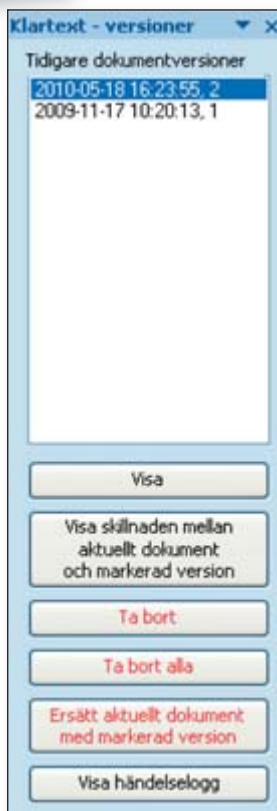 Klartext - versioner
Tidigare dokumentversioner
2010-05-18 16:23:55, 2
2009-11-17 10:20:13, 1
Visa
Visa skillnaden mellan
aktuellt dokument
och markerad version
Ta bort
Ta bort alla
Ersätt aktuellt dokument
med markerad version
Visa händelselogg